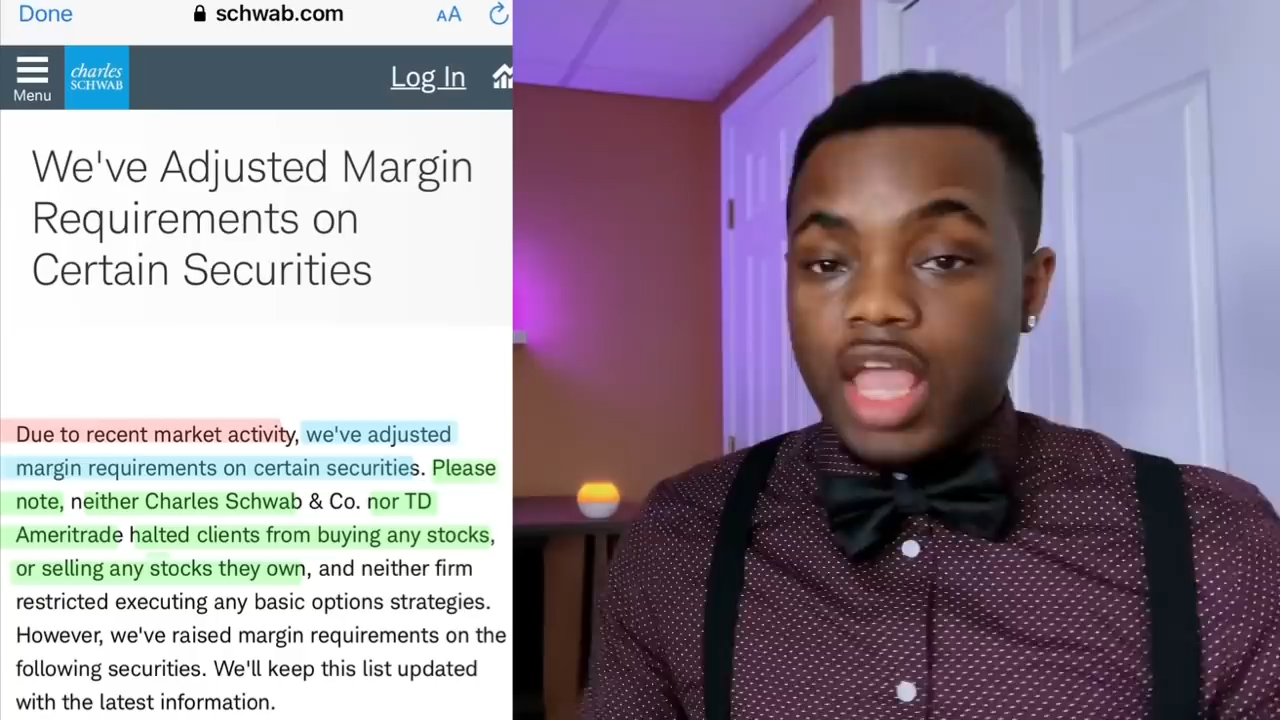 Done
schwab.com
AA
Menu
charles
SCHWAB
Log In
We've Adjusted Margin
Requirements on
Certain Securities
Due to recent market activity, we've adjusted
margin requirements on certain securities. Please
note, neither Charles Schwab & Co. nor TD
Ameritrade halted clients from buying any stocks,
or selling any stocks they own, and neither firm
restricted executing any basic options strategies.
However, we've raised margin requirements on the
following securities. We'll keep this list updated
with the latest information.